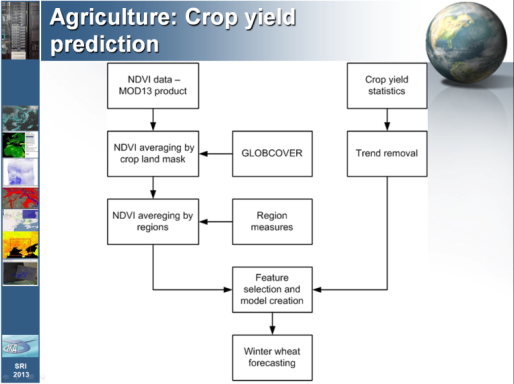 Agriculture: Crop yield
prediction
NDVI data –
MOD13 product
Crop yield
statistics
NDVI averaging by
crop land mask
GLOBCOVER
Trend removal
NDVI avereging by
regions
Region
measures
Feature
selection and
model creation
Winter wheat
forecasting
SRI
2013